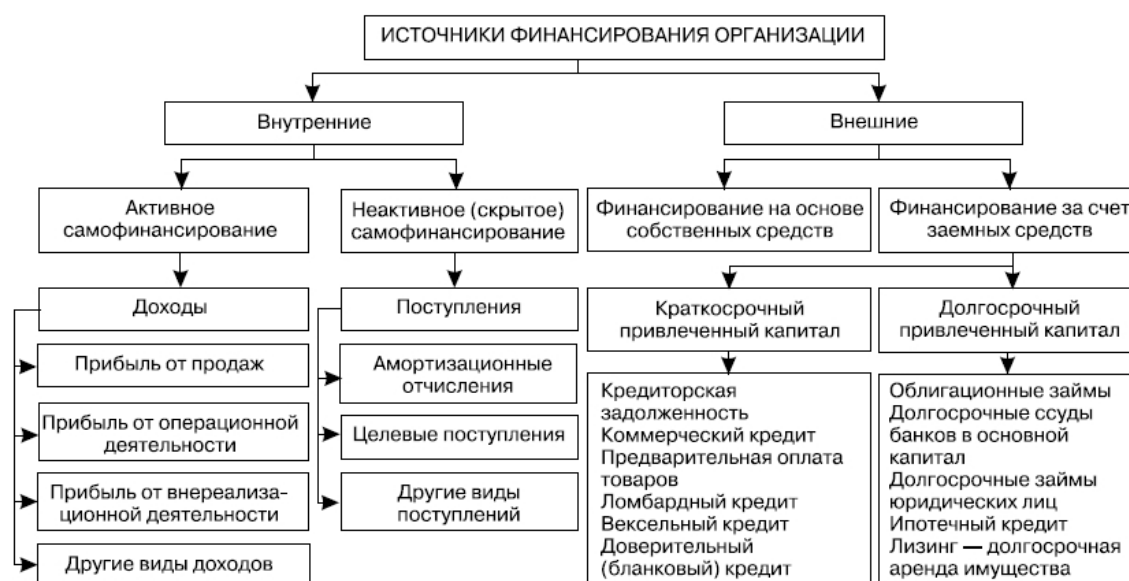 ИСТОЧНИКИ ФИНАНСИРОВАНИЯ ОРГАНИЗАЦИИ
Внутренние
Внешние
Активное
самофинансирование
Неактивное (скрытое)
самофинансирование
Финансирование на основе
собственных средств
Финансирование за счет
заемных средств
Доходы
Поступления
Краткосрочный
привлеченный капитал
Долгосрочный
привлеченный капитал
Прибыль от продаж
Прибыль от операционной
деятельности
Прибыль от внереализа-
ционной деятельности
Другие виды доходов
Амортизационные
отчисления
Целевые поступления
Другие виды
поступлений
Кредиторская
задолженность
Коммерческий кредит
Предварительная оплата
товаров
Ломбардный кредит
Вексельный кредит
Доверительный
(бланковый) кредит
Облигационные займы
Долгосрочные ссуды
банков в основной
капитал
Долгосрочные займы
юридических лиц
Ипотечный кредит
Лизинг — долгосрочная
аренда имущества